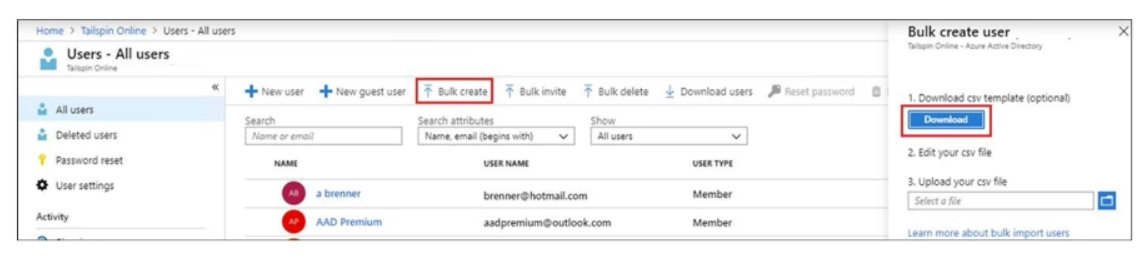 Home > Tailspin Online > Users - All users
Users - All users
Tailspin Online
«
All users
Deleted users
Password reset
User settings
Activity
New user New guest user Bulk create Bulk invite Bulk delete Download users Reset password
Search Search attributes Show
Name or email Name, email (begins with) All users
NAME USER NAME USER TYPE
AB a brenner brenner@hotmail.com Member
AP AAD Premium aadpremium@outlook.com Member
Bulk create user
Tailspin Online - Azure Active Directory
1. Download csv template (optional)
Download
2. Edit your csv file
3. Upload your csv file
Select a file
Learn more about bulk import users